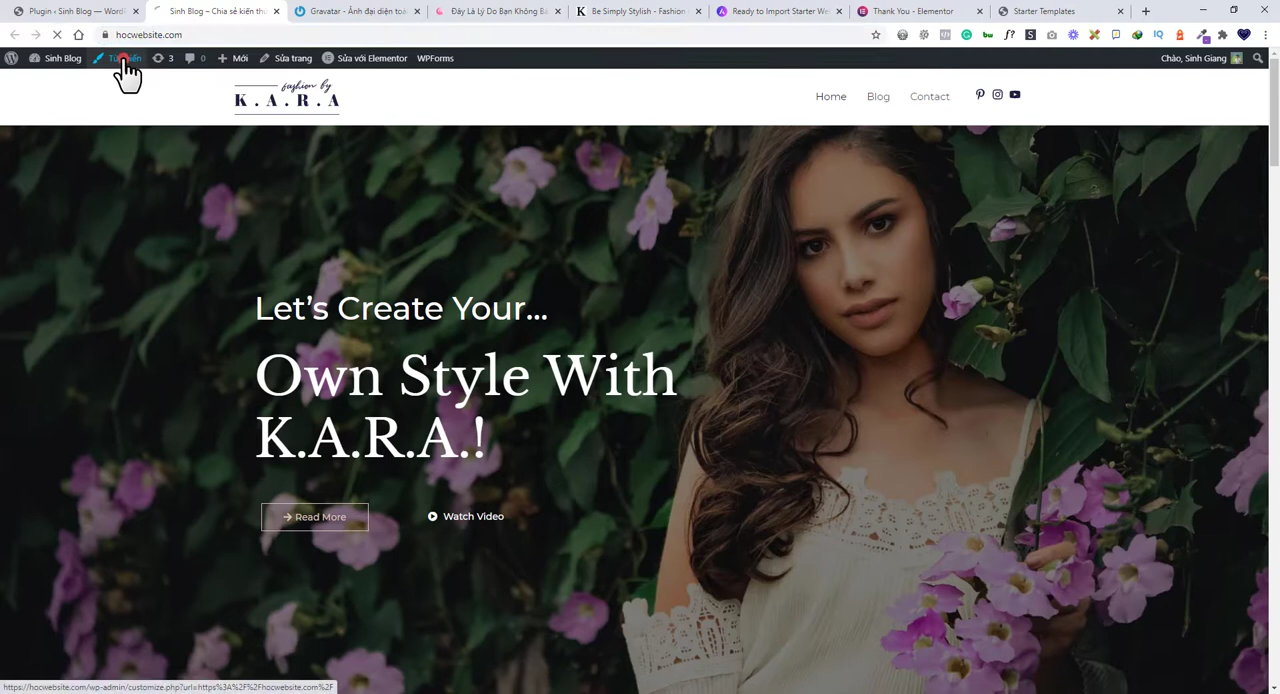 Plugin ‹ Sinh Blog — WordP
Sinh Blog – Chia sẻ kiến thứ
Gravatar - Ảnh đại diện toà
Đây Là Lý Do Bạn Không Bá
Be Simply Stylish - Fashion
Ready to Import Starter We
Thank You - Elementor
Starter Templates
hocwebsite.com
Sinh Blog
3
0
Mới
Sửa trang
Sửa với Elementor
WPForms
Chào, Sinh Giang
fashion by
K.A.R.A
Home
Blog
Contact
Let’s Create Your...
Own Style With
K.A.R.A.!
Read More
Watch Video
https://hocwebsite.com/wp-admin/customize.php?url=https%3A%2F%2Fhocwebsite.com%2F